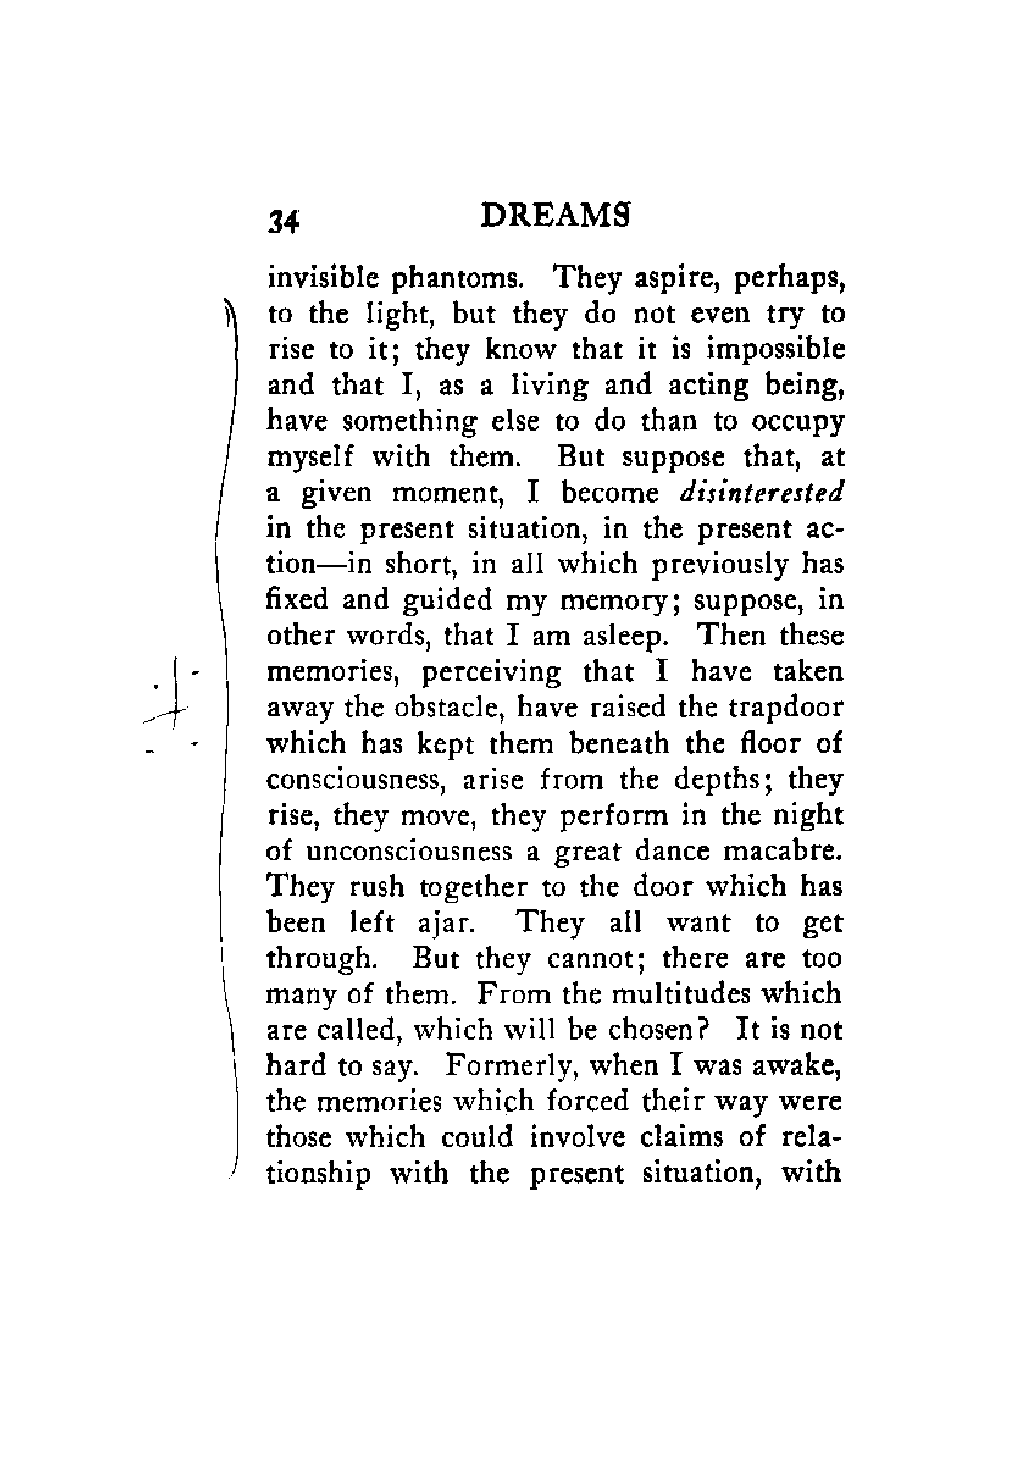 34 DREAMS
invisible phantoms. They aspire, perhaps,
to the light, but they do not even try to
rise to it; they know that it is impossible
and that I, as a living and acting being,
have something else to do than to occupy
myself with them. But suppose that, at
a given moment, I become disinterested
in the present situation, in the present ac-
tion—in short, in all which previously has
fixed and guided my memory; suppose, in
other words, that I am asleep. Then these
memories, perceiving that I have taken
away the obstacle, have raised the trapdoor
which has kept them beneath the floor of
consciousness, arise from the depths; they
rise, they move, they perform in the night
of unconsciousness a great dance macabre.
They rush together to the door which has
been left ajar. They all want to get
through. But they cannot; there are too
many of them. From the multitudes which
are called, which will be chosen? It is not
hard to say. Formerly, when I was awake,
the memories which forced their way were
those which could involve claims of rela-
tionship with the present situation, with